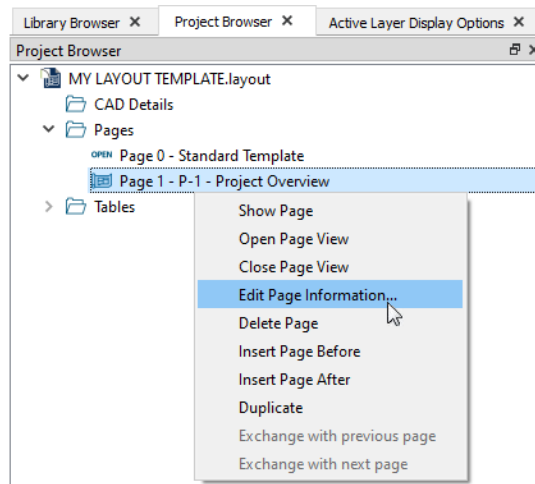 Library Browser × Project Browser × Active Layer Display Options ×
Project Browser
MY LAYOUT TEMPLATE.layout
CAD Details
Pages
OPEN Page 0 - Standard Template
Page 1 - P-1 - Project Overview
Tables
Show Page
Open Page View
Close Page View
Edit Page Information...
Delete Page
Insert Page Before
Insert Page After
Duplicate
Exchange with previous page
Exchange with next page